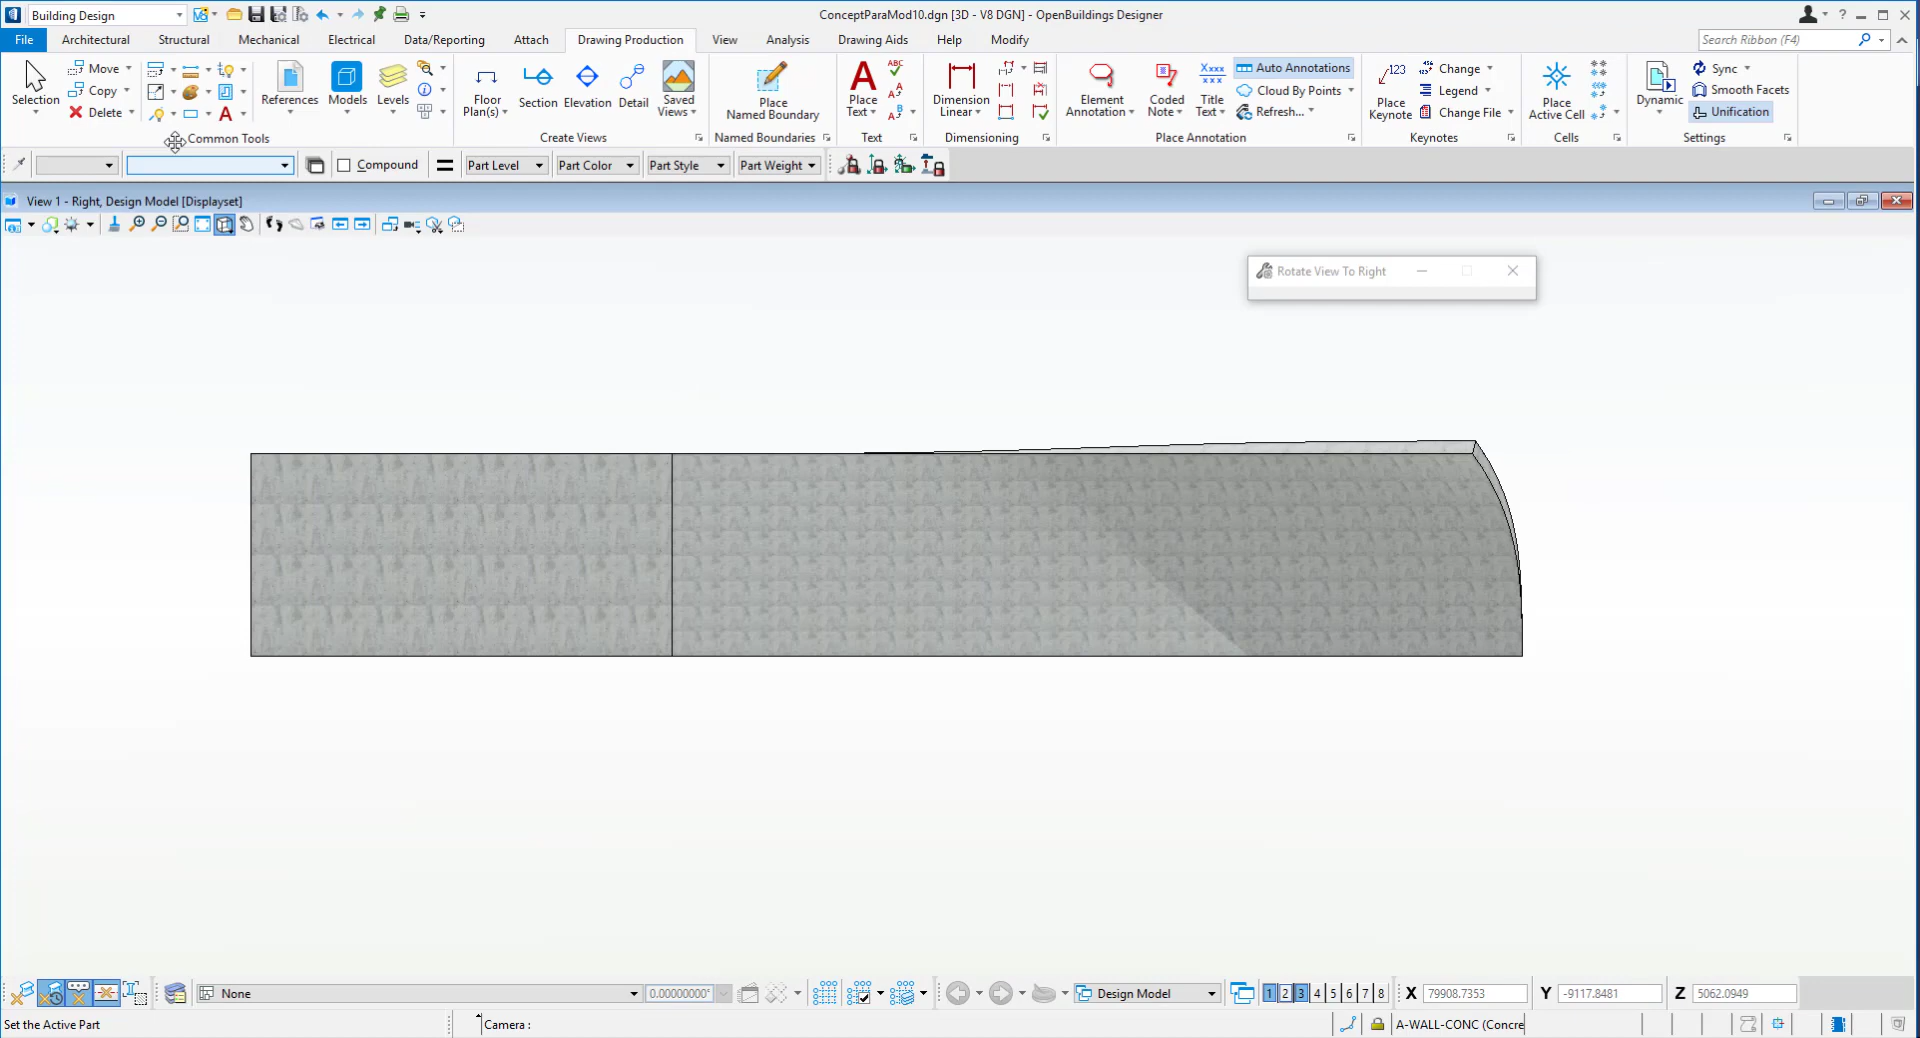 Building Design
ConceptParaMod10.dgn [3D - V8 DGN] - OpenBuildings Designer
File
Architectural
Structural
Mechanical
Electrical
Data/Reporting
Attach
Drawing Production
View
Analysis
Drawing Aids
Help
Modify
Search Ribbon (F4)
Selection
Move
Copy
Delete
References
Models
Levels
Common Tools
Floor
Plan(s)
Section
Elevation
Detail
Saved
Views
Create Views
Place
Named Boundary
Named Boundaries
Place
Text
Text
Dimension
Linear
Dimensioning
Element
Annotation
Coded
Note
Xxxx
Title
Text
Auto Annotations
Cloud By Points
Refresh...
Place Annotation
123
Place
Keynote
Change
Legend
Change File
Keynotes
Place
Active Cell
Cells
Dynamic
Sync
Smooth Facets
Unification
Settings
Compound
Part Level
Part Color
Part Style
Part Weight
View 1 - Right, Design Model [Displayset]
Rotate View To Right
None
0.00000000°
Design Model
1 2 3 4 5 6 7 8
X 79908.7353
Y -9117.8481
Z 5062.0949
Set the Active Part
Camera :
A-WALL-CONC (Concre